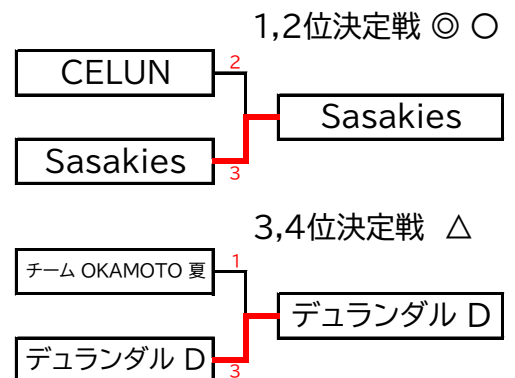 1,2位決定戦 ◎ ○
CELUN
2
Sasakies
Sasakies
3
3,4位決定戦 △
チーム OKAMOTO 夏
1
デュランダル D
デュランダル D
3